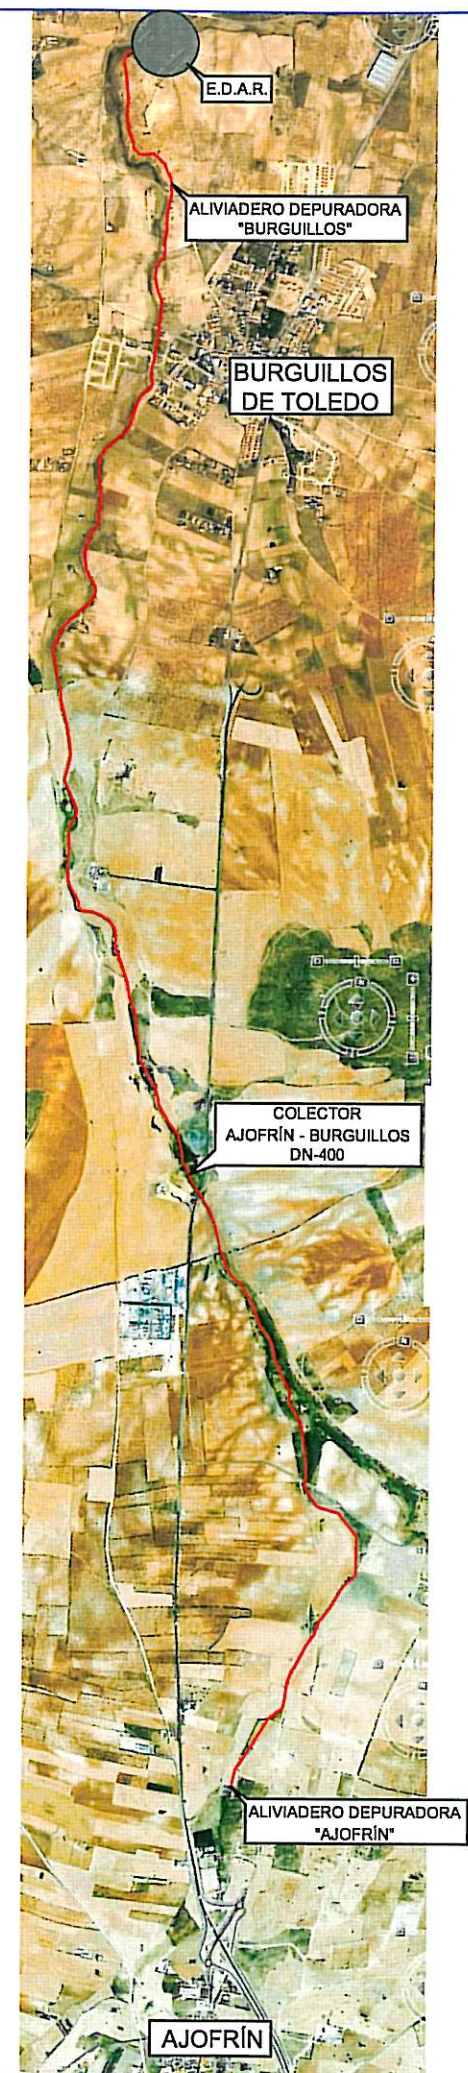 E.D.A.R.
ALIVIADERO DEPURADORA
"BURGUILLOS"
BURGUILLOS
DE TOLEDO
COLECTOR
AJOFRÍN - BURGUILLOS
DN-400
ALIVIADERO DEPURADORA
"AJOFRÍN"
AJOFRÍN